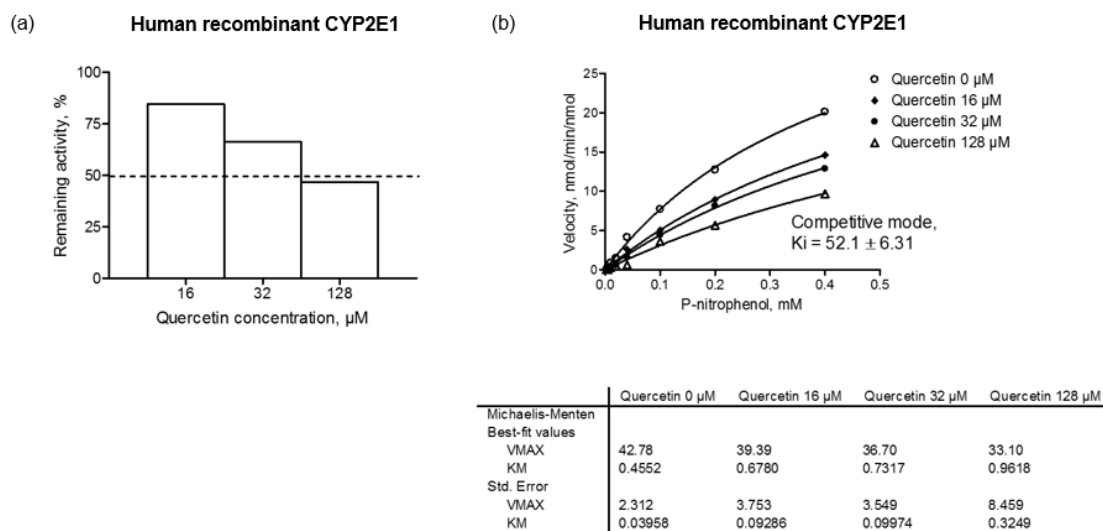 (a) Human recombinant CYP2E1
Remaining activity, %
100
75
50
25
0
16 32 128
Quercetin concentration, µM
(b) Human recombinant CYP2E1
Velocity, nmol/min/nmol
25
20
15
10
5
0
0.0 0.1 0.2 0.3 0.4 0.5
P-nitrophenol, mM
Quercetin 0 µM
Quercetin 16 µM
Quercetin 32 µM
Quercetin 128 µM
Competitive mode,
Ki = 52.1 ± 6.31
Quercetin 0 µM Quercetin 16 µM Quercetin 32 µM Quercetin 128 µM
Michaelis-Menten
Best-fit values
VMAX 42.78 39.39 36.70 33.10
KM 0.4552 0.6780 0.7317 0.9618
Std. Error
VMAX 2.312 3.753 3.549 8.459
KM 0.03958 0.09286 0.09974 0.3249